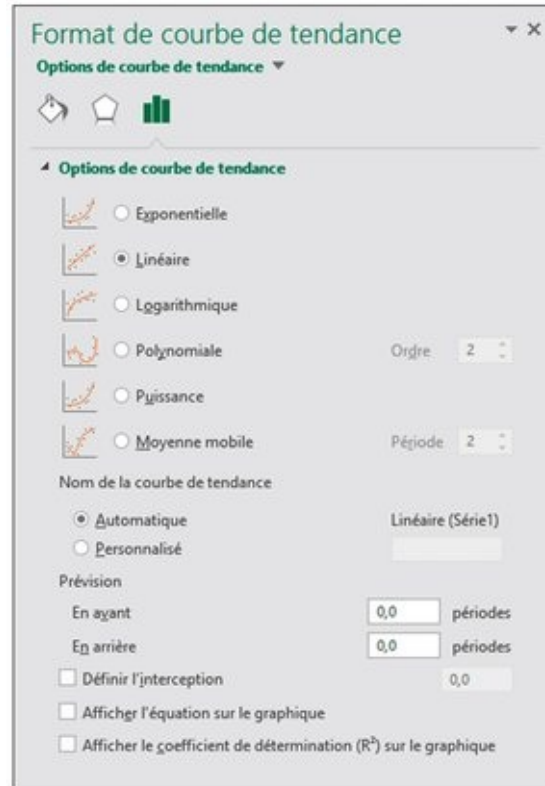 Format de courbe de tendance
Options de courbe de tendance
Options de courbe de tendance
Exponentielle
Linéaire
Logarithmique
Polynomiale Ordre 2
Puissance
Moyenne mobile Période 2
Nom de la courbe de tendance
Automatique Linéaire (Série1)
Personnalisé
Prévision
En avant 0,0 périodes
En arrière 0,0 périodes
Définir l'interception 0,0
Afficher l'équation sur le graphique
Afficher le coefficient de détermination (R²) sur le graphique